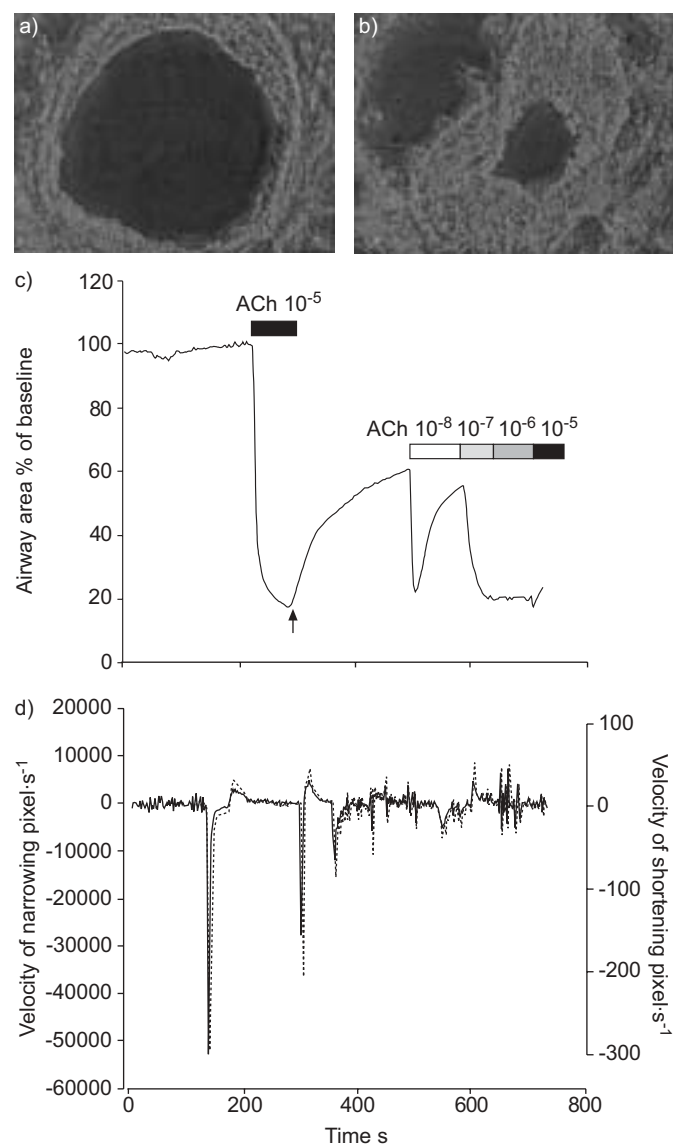 a)
b)
c)
120
100
80
60
40
20
0
Airway area % of baseline
ACh 10-5
ACh 10-8 10-7 10-6 10-5
d)
20000
10000
0
-10000
-20000
-30000
-40000
-50000
-60000
Velocity of narrowing pixel·s-1
100
0
-100
-200
-300
Velocity of shortening pixel·s-1
0 200 400 600 800
Time s